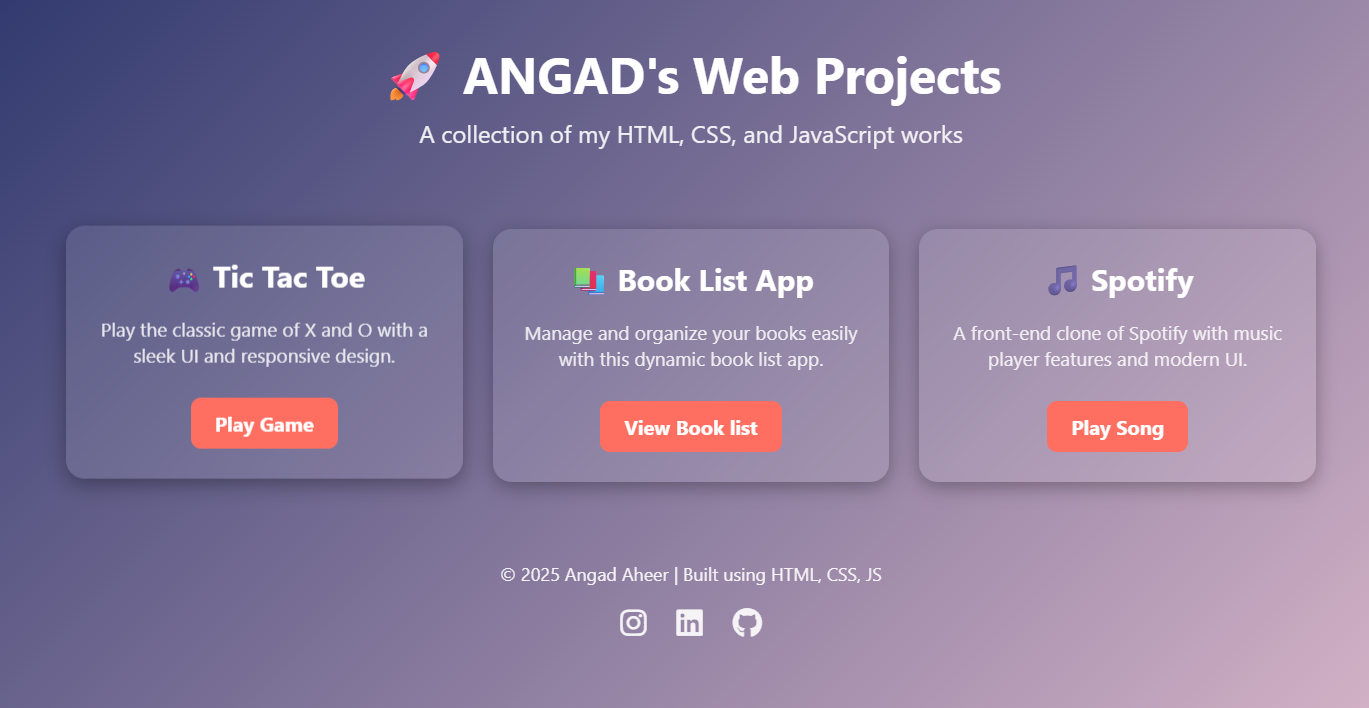 🚀 ANGAD's Web Projects
A collection of my HTML, CSS, and JavaScript works
🎮 Tic Tac Toe
Play the classic game of X and O with a
sleek UI and responsive design.
Play Game
📚 Book List App
Manage and organize your books easily
with this dynamic book list app.
View Book list
🎵 Spotify
A front-end clone of Spotify with music
player features and modern UI.
Play Song
© 2025 Angad Aheer | Built using HTML, CSS, JS
in